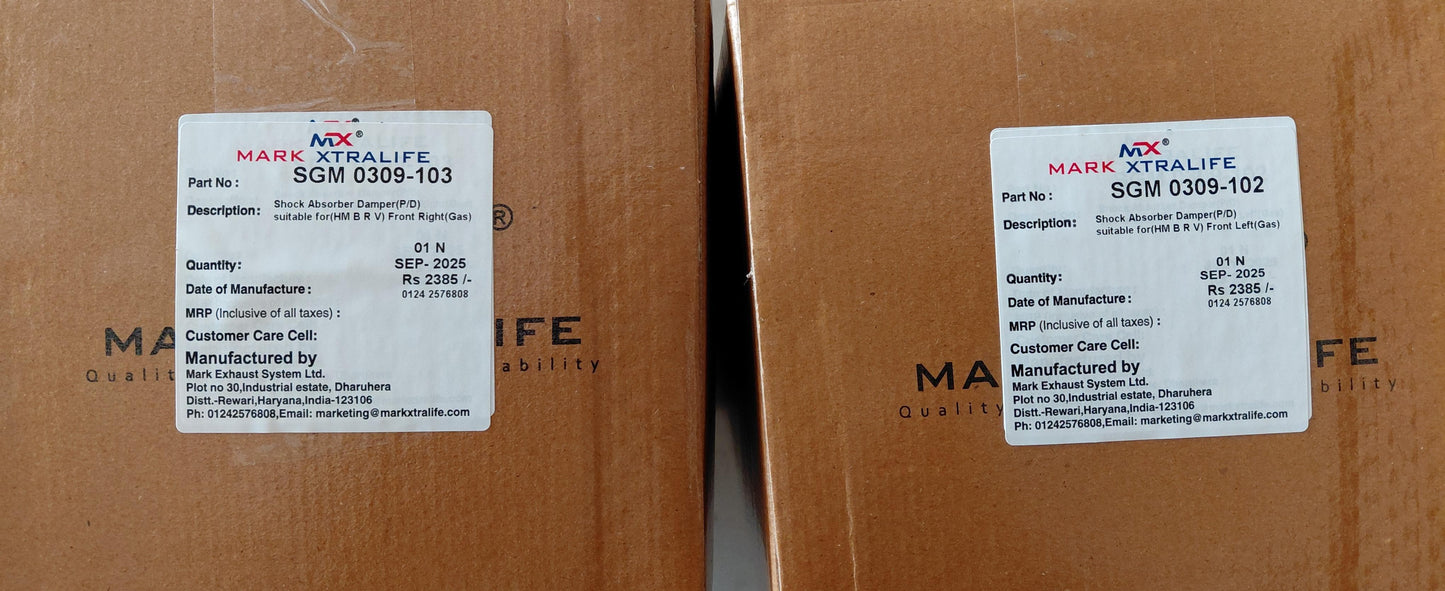 MX®
MARK XTRALIFE
Part No : SGM 0309-103
Description: Shock Absorber Damper(P/D)
suitable for(HM B R V) Front Right(Gas)
01 N
Quantity: SEP- 2025
Rs 2385 /-
Date of Manufacture : 0124 2576808
MRP (Inclusive of all taxes) :
Customer Care Cell:
Manufactured by
Mark Exhaust System Ltd.
Plot no 30,Industrial estate, Dharuhera
Distt.-Rewari,Haryana,India-123106
Ph: 01242576808,Email: marketing@markxtralife.com
®
MA IFE
Qualit ability
MX®
MARK XTRALIFE
Part No : SGM 0309-102
Description: Shock Absorber Damper(P/D)
suitable for(HM B R V) Front Left(Gas)
01 N
Quantity: SEP- 2025
Rs 2385 /-
Date of Manufacture : 0124 2576808
MRP (Inclusive of all taxes) :
Customer Care Cell:
Manufactured by
Mark Exhaust System Ltd.
Plot no 30,Industrial estate, Dharuhera
Distt.-Rewari,Haryana,India-123106
Ph: 01242576808,Email: marketing@markxtralife.com
MA FE
Quality bility